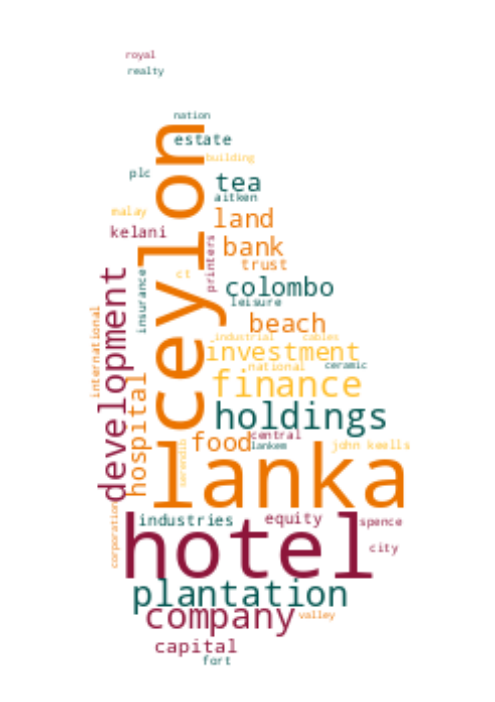 royal
realty
nation
estate
building
plc
tea
aitken
malay
land
kelani
ceylon
bank
printers
trust
ct
insurance
colombo
leisure
development
international
beach
industrial
cables
investment
national
ceramic
hospital
finance
holdings
food
central
lankem
john keells
serendib
lanka
corporation
industries
equity
spence
hotel
city
plantation
company
valley
capital
fort